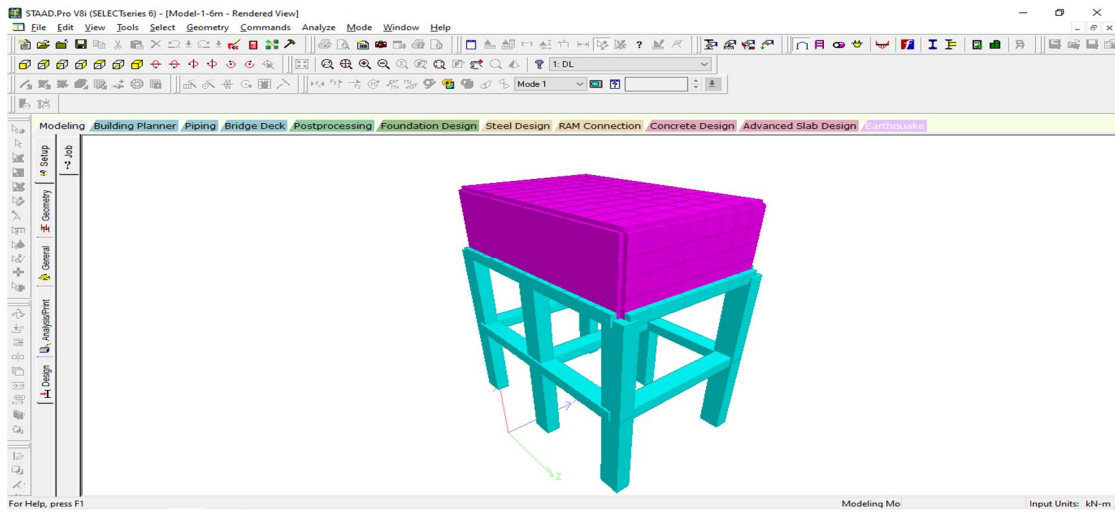 STAAD.Pro V8i (SELECTseries 6) - [Model-1-6m - Rendered View]
File Edit View Tools Select Geometry Commands Analyze Mode Window Help
1: DL
Mode 1
Modeling Building Planner Piping Bridge Deck Postprocessing Foundation Design Steel Design RAM Connection Concrete Design Advanced Slab Design Earthquake
Setup
Job
Geometry
General
Analysis/Print
Design
Z
For Help, press F1
Modeling Mo
Input Units: kN-m